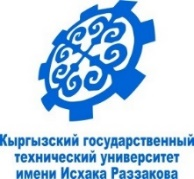 Кыргызский государственный
технический университет
имени Исхака Раззакова